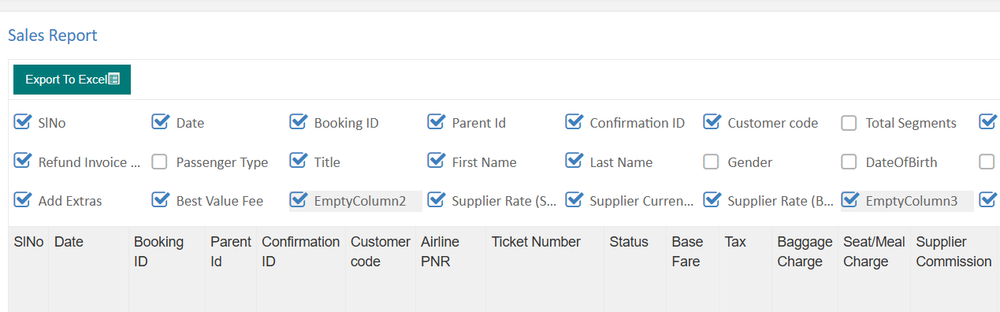 Sales Report
Export To Excel
SlNo Date Booking ID Parent Id Confirmation ID Customer code Total Segments
Refund Invoice ... Passenger Type Title First Name Last Name Gender DateOfBirth
Add Extras Best Value Fee EmptyColumn2 Supplier Rate (S... Supplier Curren... Supplier Rate (B... EmptyColumn3
SlNo Date Booking Parent Confirmation Customer Airline Ticket Number Status Base Tax Baggage Seat/Meal Supplier
ID Id ID code PNR Fare Charge Charge Commission